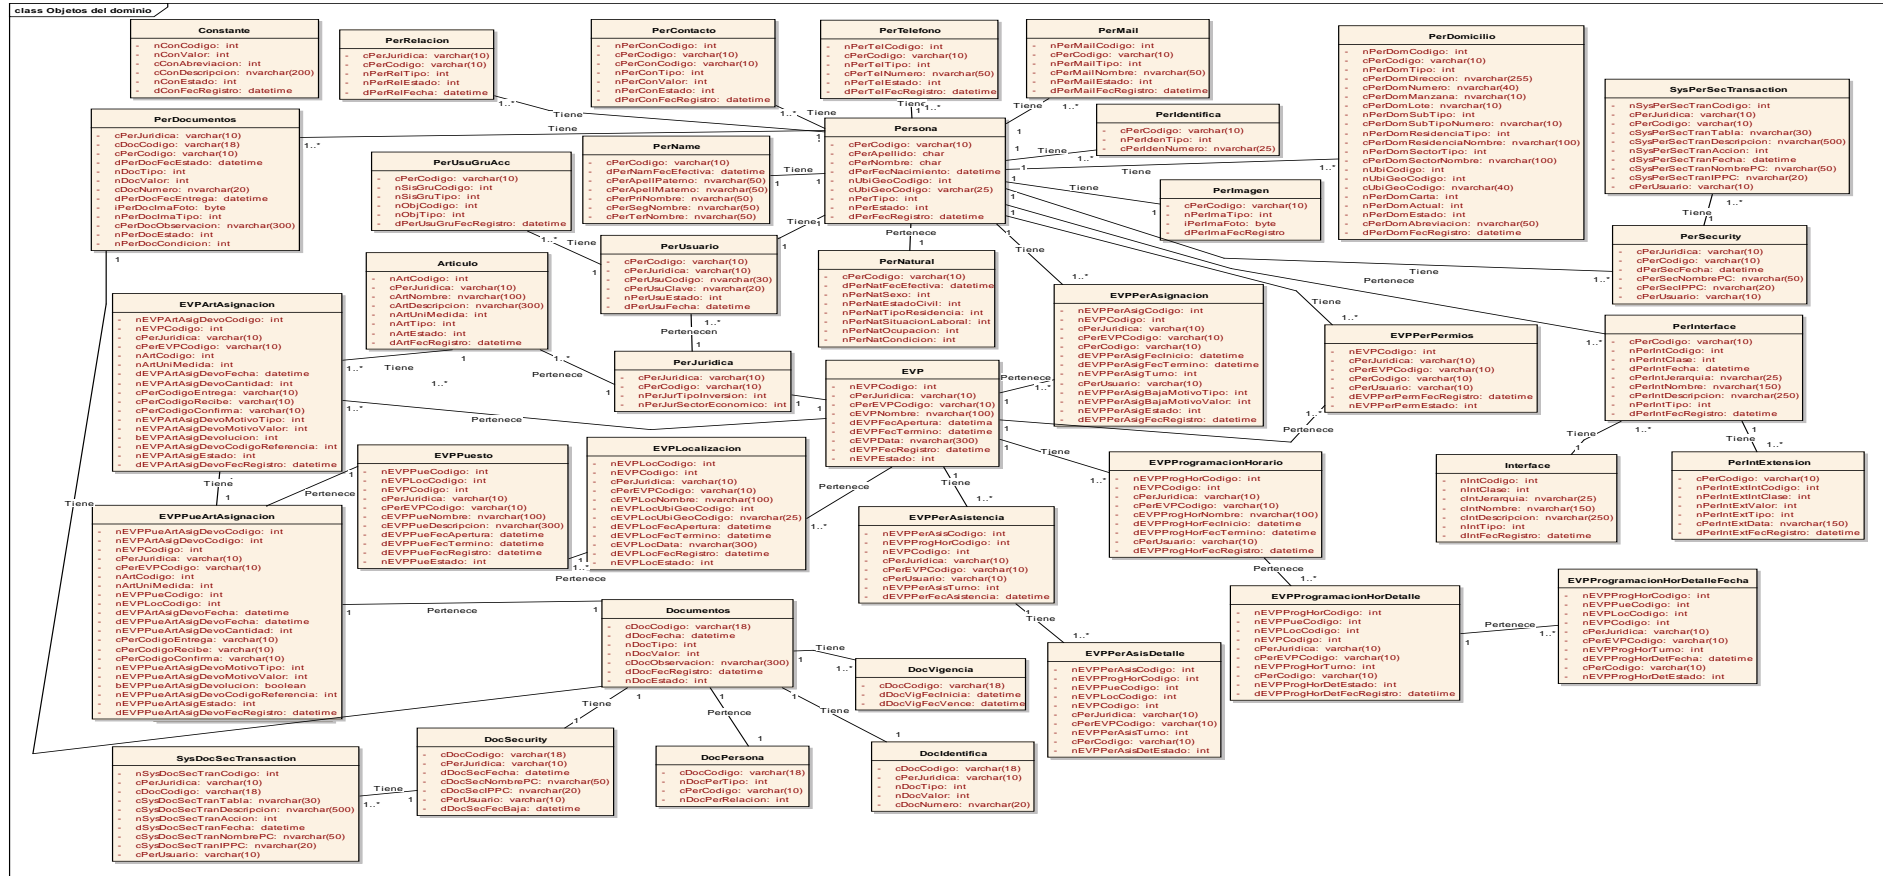 class Objetos del dominio
Constante
- nConCodigo: int
- nConValor: int
- cConAbreviacion: int
- cConDescripcion: nvarchar(200)
- nConEstado: int
- dConFecRegistro: datetime
PerRelacion
- cPerJuridica: varchar(10)
- cPerCodigo: varchar(10)
- nPerRelTipo: int
- nPerRelEstado: int
- dPerRelFecha: datetime
PerContacto
- nPerConCodigo: int
- cPerCodigo: varchar(10)
- cPerConCodigo: varchar(10)
- nPerConTipo: int
- nPerConValor: int
- nPerConEstado: int
- dPerConFecRegistro: datetime
PerTelefono
- nPerTelCodigo: int
- cPerCodigo: varchar(10)
- nPerTelTipo: int
- cPerTelNumero: nvarchar(50)
- nPerTelEstado: int
- dPerTelFecRegistro: datetime
PerMail
- nPerMailCodigo: int
- cPerCodigo: varchar(10)
- nPerMailTipo: int
- cPerMailNombre: nvarchar(50)
- nPerMailEstado: int
- dPerMailFecRegistro: datetime
PerDomicilio
- nPerDomCodigo: int
- cPerCodigo: varchar(10)
- nPerDomTipo: int
- cPerDomDireccion: nvarchar(255)
- cPerDomNumero: nvarchar(40)
- cPerDomManzana: nvarchar(10)
- cPerDomLote: nvarchar(10)
- nPerDomSubTipo: int
- cPerDomSubTipoNumero: nvarchar(10)
- nPerDomResidenciaTipo: int
- cPerDomResidenciaNombre: nvarchar(100)
- nPerDomSectorTipo: int
- cPerDomSectorNombre: nvarchar(100)
- nUbiCodigo: int
- nUbiGeoCodigo: int
- cUbiGeoCodigo: nvarchar(40)
- nPerDomCarta: int
- nPerDomActual: int
- nPerDomEstado: int
- cPerDomAbreviacion: nvarchar(50)
- dPerDomFecRegistro: datetime
SysPerSecTransaction
- nSysPerSecTranCodigo: int
- cPerJuridica: varchar(10)
- cPerCodigo: varchar(10)
- cSysPerSecTranTabla: varchar(30)
- cSysPerSecTranDescripcion: varchar(500)
- nSysPerSecTranAccion: int
- dSysPerSecTranFecha: datetime
- cSysPerSecTranNombrePC: nvarchar(50)
- cSysPerSecTranIPPC: nvarchar(20)
- cPerUsuario: varchar(10)
PerDocumentos
- cPerJuridica: varchar(10)
- cDocCodigo: varchar(18)
- cPerCodigo: varchar(10)
- dPerDocFecEstado: datetime
- nDocTipo: int
- nDocValor: int
- cDocNumero: nvarchar(20)
- dPerDocFecEntrega: datetime
- iPerDocImaFoto: byte
- nPerDocImaTipo: int
- cPerDocObservacion: nvarchar(300)
- nPerDocEstado: int
- nPerDocCondicion: int
PerUsuGruAcc
- cPerCodigo: varchar(10)
- nSisGruCodigo: int
- nSisGruTipo: int
- nObjCodigo: int
- nObjTipo: int
- dPerUsuGruFecRegistro: datetime
PerName
- cPerCodigo: varchar(10)
- dPerNamFecEfectiva: datetime
- cPerApellPaterno: nvarchar(50)
- cPerApellMaterno: nvarchar(50)
- cPerPriNombre: nvarchar(50)
- cPerSegNombre: nvarchar(50)
- cPerTerNombre: nvarchar(50)
Persona
- cPerCodigo: varchar(10)
- cPerApellido: char
- cPerNombre: char
- dPerFecNacimiento: datetime
- nUbiGeoCodigo: int
- cUbiGeoCodigo: varchar(25)
- nPerTipo: int
- nPerEstado: int
- dPerFecRegistro: datetime
PerIdentifica
- cPerCodigo: varchar(10)
- nPerIdenTipo: int
- cPerIdenNumero: varchar(25)
PerImagen
- cPerCodigo: varchar(10)
- nPerImaTipo: int
- iPerImaFoto: byte
- dPerImaFecRegistro
PerSecurity
- cPerJuridica: varchar(10)
- cPerCodigo: varchar(10)
- dPerSecFecha: datetime
- cPerSecNombrePC: nvarchar(50)
- cPerSecIPPC: nvarchar(20)
- cPerUsuario: varchar(10)
Articulo
- nArtCodigo: int
- cPerJuridica: varchar(10)
- cArtNombre: nvarchar(100)
- cArtDescripcion: nvarchar(300)
- nArtUniMedida: int
- nArtTipo: int
- nArtEstado: int
- dArtFecRegistro: datetime
PerUsuario
- cPerCodigo: varchar(10)
- cPerJuridica: varchar(10)
- cPerUsuCodigo: nvarchar(30)
- cPerUsuClave: nvarchar(20)
- nPerUsuEstado: int
- dPerUsuFecha: datetime
PerNatural
- cPerCodigo: varchar(10)
- dPerNatFecEfectiva: datetime
- nPerNatSexo: int
- nPerNatEstadoCivil: int
- nPerNatTipoResidencia: int
- nPerNatSituacionLaboral: int
- nPerNatOcupacion: int
- nPerNatCondicion: int
EVPPerAsignacion
- nEVPPerAsigCodigo: int
- nEVPCodigo: int
- cPerJuridica: varchar(10)
- cPerEVPCodigo: varchar(10)
- cPerCodigo: varchar(10)
- dEVPPerAsigFecInicio: datetime
- dEVPPerAsigFecTermino: datetime
- nEVPPerAsigTurno: int
- cPerUsuario: varchar(10)
- nEVPPerAsigBajaMotivoTipo: int
- nEVPPerAsigBajaMotivoValor: int
- nEVPPerAsigEstado: int
- dEVPPerAsigFecRegistro: datetime
EVPPerPermios
- nEVPCodigo: int
- cPerJuridica: varchar(10)
- cPerEVPCodigo: varchar(10)
- cPerCodigo: varchar(10)
- cPerUsuario: varchar(10)
- dEVPPerPermFecRegistro: datetime
- nEVPPerPermEstado: int
PerInterface
- cPerCodigo: varchar(10)
- nPerIntCodigo: int
- nPerIntClase: int
- dPerIntFecha: datetime
- cPerIntJerarquia: varchar(25)
- cPerIntNombre: varchar(150)
- cPerIntDescripcion: varchar(250)
- nPerIntTipo: int
- dPerIntFecRegistro: datetime
EVPArtAsignacion
- nEVPArtAsigDevoCodigo: int
- nEVPCodigo: int
- cPerJuridica: varchar(10)
- cPerEVPCodigo: varchar(10)
- nArtCodigo: int
- nArtUniMedida: int
- dEVPArtAsigDevoFecha: datetime
- nEVPArtAsigDevoCantidad: int
- cPerCodigoEntrega: varchar(10)
- cPerCodigoRecibe: varchar(10)
- cPerCodigoConfirma: varchar(10)
- nEVPArtAsigDevoMotivoTipo: int
- nEVPArtAsigDevoMotivoValor: int
- bEVPArtAsigDevolucion: int
- nEVPArtAsigDevoCodigoReferencia: int
- nEVPArtAsigEstado: int
- dEVPArtAsigDevoFecRegistro: datetime
PerJuridica
- cPerJuridica: varchar(10)
- cPerCodigo: varchar(10)
- nPerJurTipoInversion: int
- nPerJurSectorEconomico: int
EVP
- nEVPCodigo: int
- cPerJuridica: varchar(10)
- cPerEVPCodigo: varchar(10)
- cEVPNombre: nvarchar(100)
- dEVPFecApertura: datetima
- dEVPFecTermino: datetime
- cEVPData: nvarchar(300)
- dEVPFecRegistro: datetime
- nEVPEstado: int
EVPPuesto
- nEVPPueCodigo: int
- nEVPLocCodigo: int
- nEVPCodigo: int
- cPerJuridica: varchar(10)
- cPerEVPCodigo: varchar(10)
- cEVPPueNombre: nvarchar(100)
- cEVPPueDescripcion: nvarchar(300)
- dEVPPueFecApertura: datetime
- dEVPPueFecTermino: datetime
- dEVPPueFecRegistro: datetime
- nEVPPueEstado: int
EVPLocalizacion
- nEVPLocCodigo: int
- nEVPCodigo: int
- cPerJuridica: varchar(10)
- cPerEVPCodigo: varchar(10)
- cEVPLocNombre: nvarchar(100)
- nEVPLocUbiGeoCodigo: int
- cEVPLocUbiGeoCodigo: nvarchar(25)
- dEVPLocFecApertura: datetime
- dEVPLocFecTermino: datetime
- cEVPLocData: nvarchar(300)
- dEVPLocFecRegistro: datetime
- nEVPLocEstado: int
EVPProgramacionHorario
- nEVPProgHorCodigo: int
- nEVPCodigo: int
- cPerJuridica: varchar(10)
- cPerEVPCodigo: varchar(10)
- cEVPProgHorNombre: nvarchar(100)
- dEVPProgHorFecInicio: datetime
- dEVPProgHorFecTermino: datetime
- cPerUsuario: varchar(10)
- dEVPProgHorFecRegistro: datetime
Interface
- nIntCodigo: int
- nIntClase: int
- cIntJerarquia: nvarchar(25)
- cIntNombre: varchar(150)
- cIntDescripcion: varchar(250)
- nIntTipo: int
- dIntFecRegistro: datetime
PerIntExtension
- cPerCodigo: varchar(10)
- nPerIntExtIntCodigo: int
- nPerIntExtIntClase: int
- nPerIntExtValor: int
- nPerIntExtTipo: int
- cPerIntExtData: nvarchar(150)
- dPerIntExtFecRegistro: datetime
EVPPueArtAsignacion
- nEVPPueArtAsigDevoCodigo: int
- nEVPArtAsigDevoCodigo: int
- nEVPCodigo: int
- cPerJuridica: varchar(10)
- cPerEVPCodigo: varchar(10)
- nArtCodigo: int
- nArtUniMedida: int
- nEVPPueCodigo: int
- nEVPLocCodigo: int
- dEVPArtAsigDevoFecha: datetime
- dEVPPueArtAsigDevoFecha: datetime
- nEVPPueArtAsigDevoCantidad: int
- cPerCodigoEntrega: varchar(10)
- cPerCodigoRecibe: varchar(10)
- cPerCodigoConfirma: varchar(10)
- nEVPPueArtAsigDevoMotivoTipo: int
- nEVPPueArtAsigDevoMotivoValor: int
- bEVPPueArtAsigDevolucion: boolean
- nEVPPueArtAsigDevoCodigoReferencia: int
- nEVPPueArtAsigEstado: int
- dEVPPueArtAsigDevoFecRegistro: datetime
EVPPerAsistencia
- nEVPPerAsisCodigo: int
- nEVPProgHorCodigo: int
- nEVPCodigo: int
- cPerJuridica: varchar(10)
- cPerEVPCodigo: varchar(10)
- cPerUsuario: varchar(10)
- nEVPPerAsisTurno: int
- dEVPPerFecAsistencia: datetime
Documentos
- cDocCodigo: varchar(18)
- dDocFecha: datetime
- nDocTipo: int
- nDocValor: int
- cDocObservacion: nvarchar(300)
- dDocFecRegistro: datetime
- nDocEstado: int
EVPProgramacionHorDetalle
- nEVPProgHorCodigo: int
- nEVPPueCodigo: int
- nEVPLocCodigo: int
- nEVPCodigo: int
- cPerJuridica: varchar(10)
- cPerEVPCodigo: varchar(10)
- nEVPProgHorTurno: int
- cPerCodigo: varchar(10)
- nEVPProgHorDetEstado: int
- dEVPProgHorDetFecRegistro: datetiime
EVPProgramacionHorDetalleFecha
- nEVPProgHorCodigo: int
- nEVPPueCodigo: int
- nEVPLocCodigo: int
- nEVPCodigo: int
- cPerJuridica: varchar(10)
- cPerEVPCodigo: varchar(10)
- nEVPProgHorTurno: int
- dEVPProgHorDetFecha: datetime
- cPerCodigo: varchar(10)
- nEVPProgHorDetEstado: int
EVPPerAsisDetalle
- nEVPPerAsisCodigo: int
- nEVPProgHorCodigo: int
- nEVPPueCodigo: int
- nEVPLocCodigo: int
- nEVPCodigo: int
- cPerJuridica: varchar(10)
- cPerEVPCodigo: varchar(10)
- nEVPPerAsisTurno: int
- cPerCodigo: varchar(10)
- nEVPPerAsisDetEstado: int
DocVigencia
- cDocCodigo: varchar(18)
- dDocVigFecInicia: datetime
- dDocVigFecVence: datetime
SysDocSecTransaction
- nSysDocSecTranCodigo: int
- cPerJuridica: varchar(10)
- cDocCodigo: varchar(18)
- cSysDocSecTranTabla: nvarchar(30)
- cSysDocSecTranDescripcion: nvarchar(500)
- nSysDocSecTranAccion: int
- dSysDocSecTranFecha: datetime
- cSysDocSecTranNombrePC: nvarchar(50)
- cSysDocSecTranIPPC: nvarchar(20)
- cPerUsuario: varchar(10)
DocSecurity
- cDocCodigo: varchar(18)
- cPerJuridica: varchar(10)
- dDocSecFecha: datetime
- cDocSecNombrePC: nvarchar(50)
- cDocSecIPPC: nvarchar(20)
- cPerUsuario: varchar(10)
- dDocSecFecBaja: datetime
DocPersona
- cDocCodigo: varchar(18)
- nDocPerTipo: int
- cPerCodigo: varchar(10)
- nDocPerRelacion: int
DocIdentifica
- cDocCodigo: varchar(18)
- cPerJuridica: varchar(10)
- nDocTipo: int
- nDocValor: int
- cDocNumero: nvarchar(20)
Tiene
Pertenece
Pertenecen
1
1..*